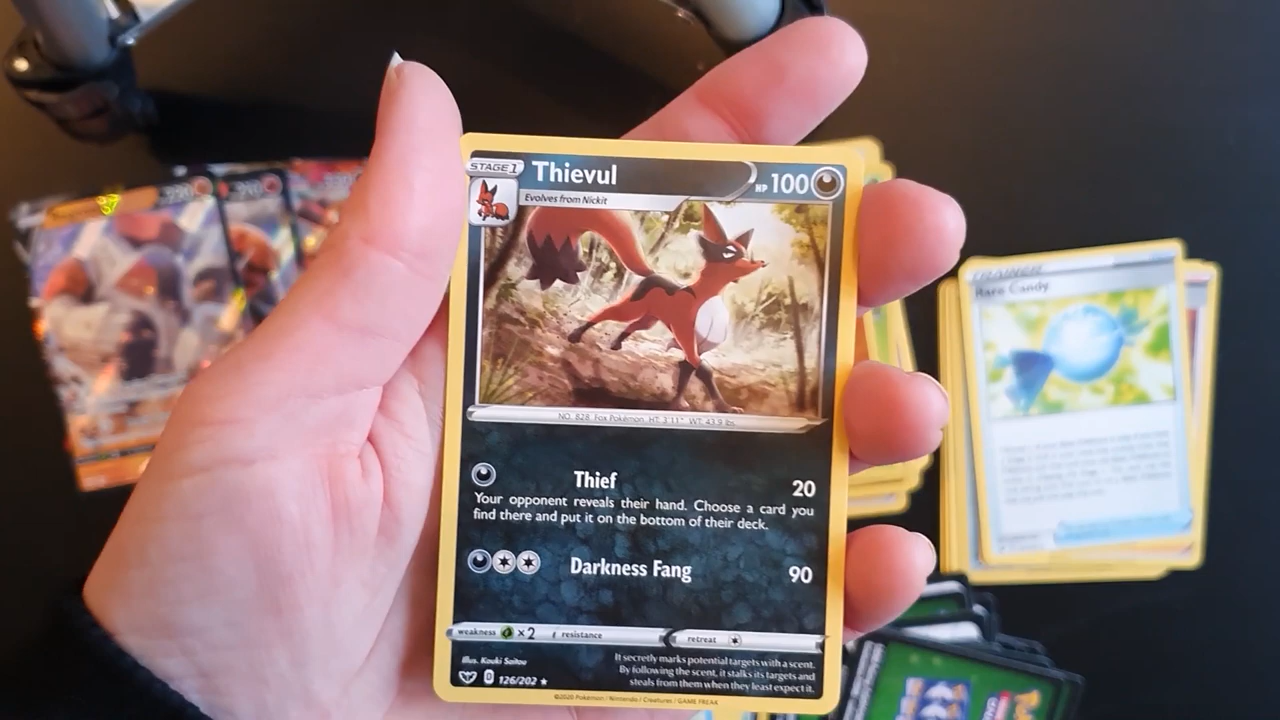 STAGE 1
Thievul
HP 100
Evolves from Nickit
NO. 828. Fox Pokémon. HT: 3'11" WT: 43.9 lbs.
Thief 20
Your opponent reveals their hand. Choose a card you
find there and put it on the bottom of their deck.
Darkness Fang 90
weakness ×2 resistance retreat
Illus. Kouki Saitou
126/202 ★
It secretly marks potential targets with a scent.
By following the scent, it stalks its targets and
steals from them when they least expect it.
©2020 Pokémon / Nintendo / Creatures / GAME FREAK
TRAINER
Rare Candy
220